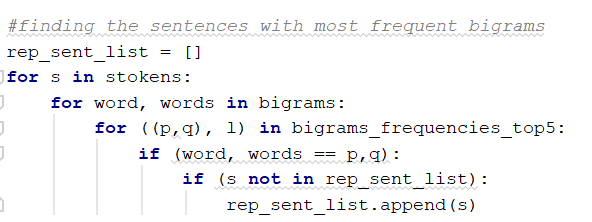 #finding the sentences with most frequent bigrams
rep_sent_list = []
for s in stokens:
for word, words in bigrams:
for ((p,q), l) in bigrams_frequencies_top5:
if (word, words == p,q):
if (s not in rep_sent_list):
rep_sent_list.append(s)